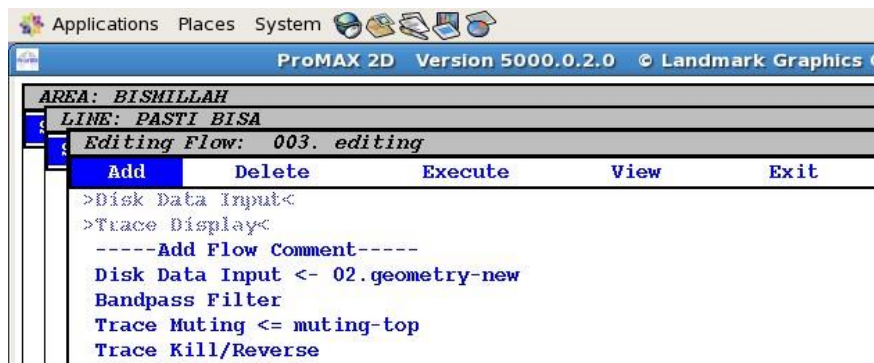 Applications Places System
ProMAX 2D Version 5000.0.2.0 © Landmark Graphics
AREA: BISMILLAH
LINE: PASTI BISA
Editing Flow: 003. editing
Add Delete Execute View Exit
>Disk Data Input<
>Trace Display<
-----Add Flow Comment-----
Disk Data Input <- 02.geometry-new
Bandpass Filter
Trace Muting <= muting-top
Trace Kill/Reverse